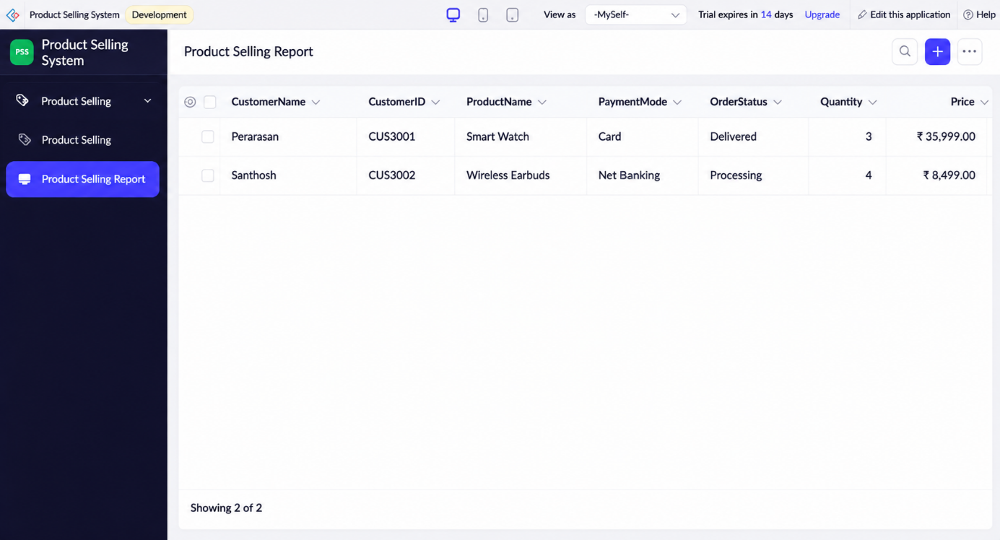 Product Selling System Development View as -MySelf- Trial expires in 14 days Upgrade Edit this application Help
PSS
Product Selling
System
Product Selling
Product Selling
Product Selling Report
Product Selling Report
CustomerName CustomerID ProductName PaymentMode OrderStatus Quantity Price
Perarasan CUS3001 Smart Watch Card Delivered 3 ₹ 35,999.00
Santhosh CUS3002 Wireless Earbuds Net Banking Processing 4 ₹ 8,499.00
Showing 2 of 2